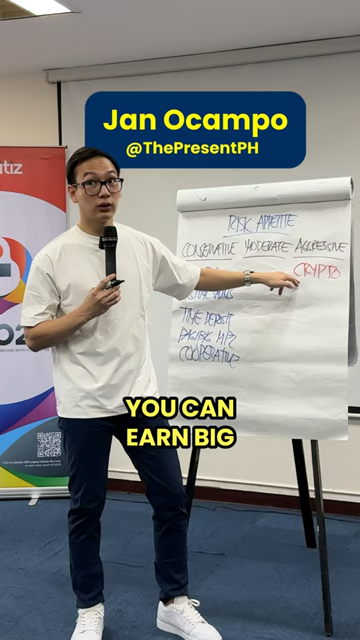 Jan Ocampo
@ThePresentPH
RISK APPETITE
CONSERVATIVE MODERATE AGGRESSIVE
CRYPTO
TIME DEPOSIT
PAG-IBIG MP2
COOPERATIVE
YOU CAN
EARN BIG